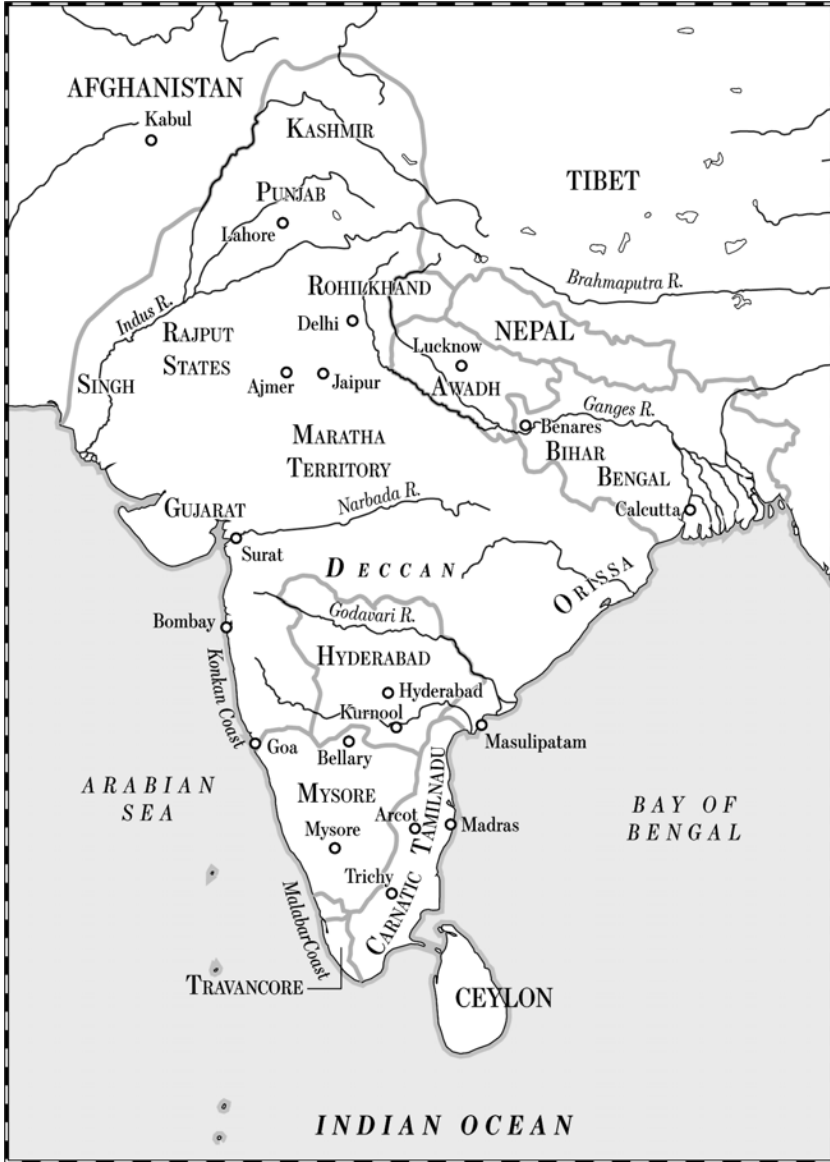 AFGHANISTAN
Kabul
KASHMIR
TIBET
PUNJAB
Lahore
Brahmaputra R.
ROHILKHAND
Indus R.
Delhi
RAJPUT
STATES
NEPAL
Lucknow
SINGH
Ajmer
Jaipur
AWADH
Ganges R.
Benares
MARATHA
TERRITORY
BIHAR
BENGAL
Narbada R.
GUJARAT
Calcutta
Surat
DECCAN
ORISSA
Bombay
Godavari R.
Konkan Coast
HYDERABAD
Hyderabad
Kurnool
Goa
Bellary
Masulipatam
ARABIAN
SEA
MYSORE
Mysore
Arcot
TAMILNADU
Madras
BAY OF
BENGAL
Trichy
CARNATIC
MalabarCoast
TRAVANCORE
CEYLON
INDIAN OCEAN